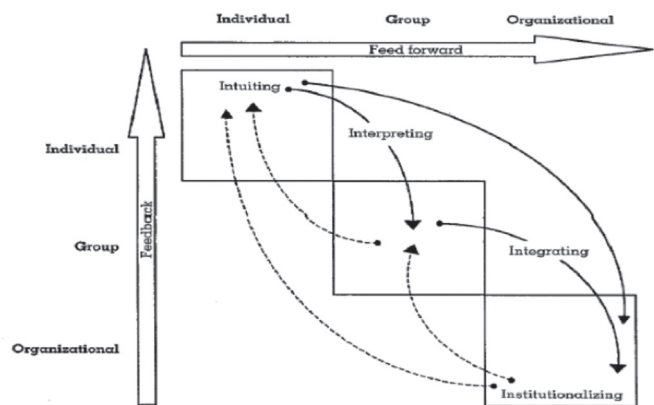 Individual Group Organizational
Feed forward
Intuiting
Interpreting
Individual
Feedback
Group
Integrating
Organizational
Institutionalizing